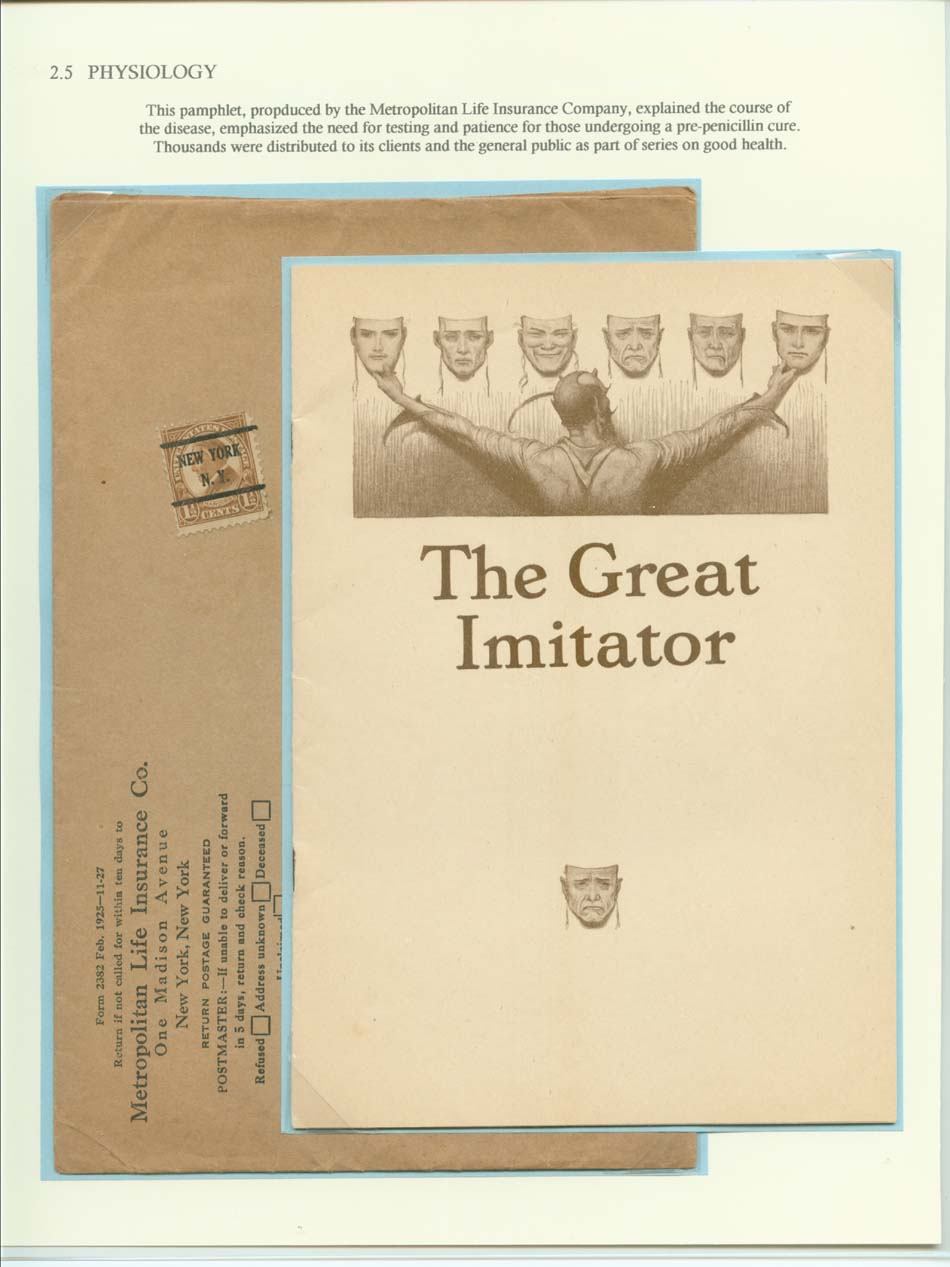 2.5 PHYSIOLOGY
This pamphlet, propduced by the Metropolitan Life Insurance Company, explained the course of
the disease, emphasized the need for testing and patience for those undergoing a pre-penicillin cure.
Thousands were distributed to its clients and the general public as part of series on good health.
NEW YORK
N. Y.
CENTS
The Great
Imitator
Form 2382 Feb. 1925—11-27
Return if not called for within ten days to
Metropolitan Life Insurance Co.
One Madison Avenue
New York, New York
RETURN POSTAGE GUARANTEED
POSTMASTER:—If unable to deliver or forward
in 5 days, return and check reason.
Refused Address unknown Deceased